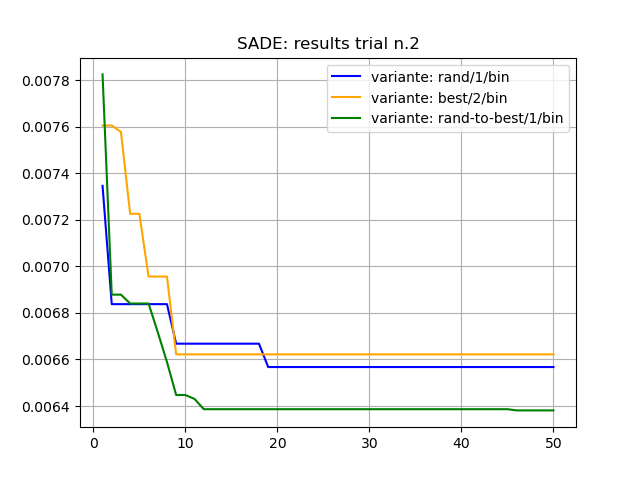 SADE: results trial n.2
variante: rand/1/bin
variante: best/2/bin
variante: rand-to-best/1/bin
0.0078
0.0076
0.0074
0.0072
0.0070
0.0068
0.0066
0.0064
0 10 20 30 40 50